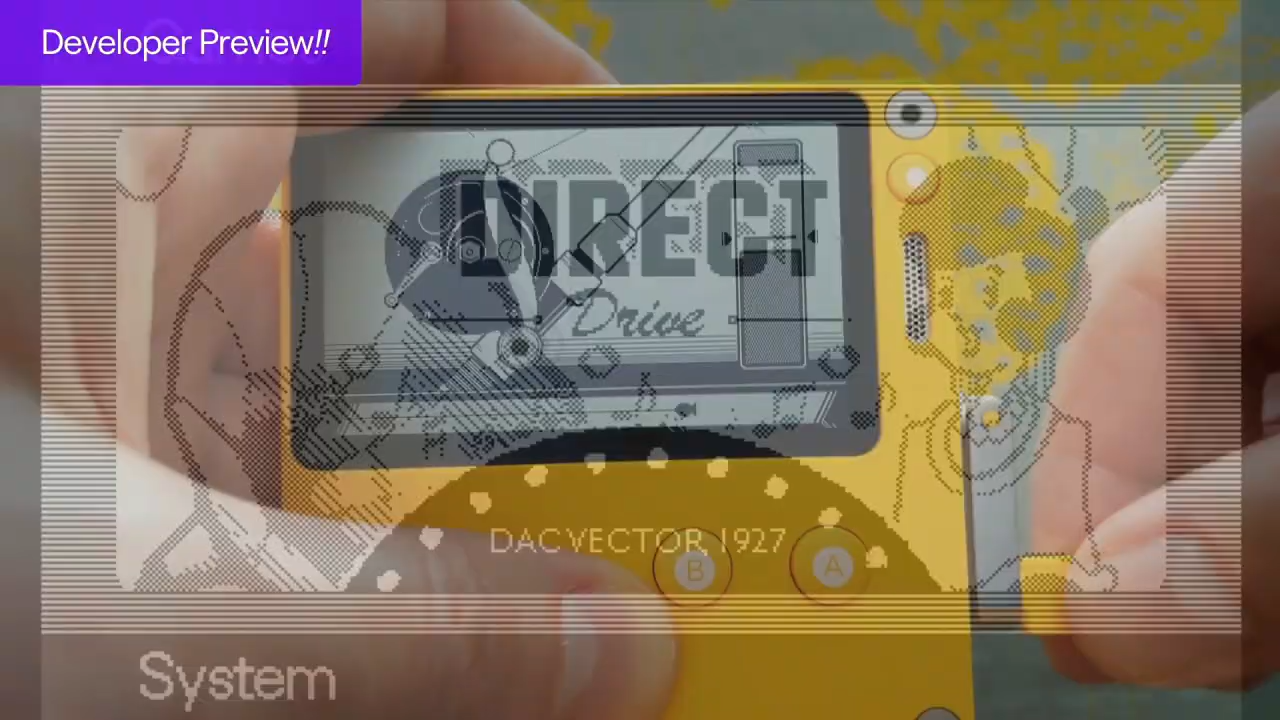 Developer Preview!!
DIRECT
Drive
DACVECTOR, 1927
B
A
System